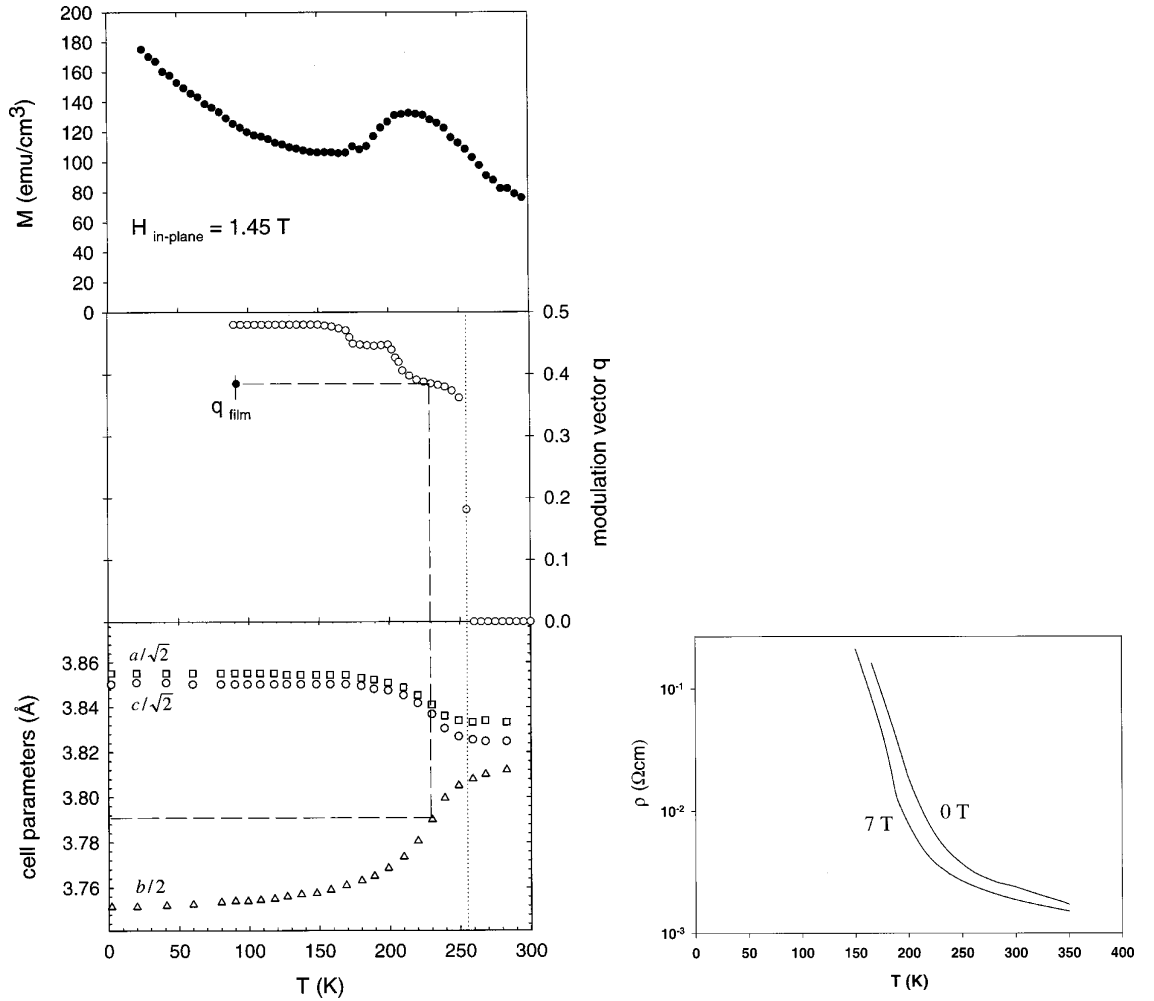 200
180
160
140
120
100
80
60
40
20
0
M (emu/cm³)
H in-plane = 1.45 T
0.5
0.4
0.3
0.2
0.1
0.0
modulation vector q
q film
3.86
3.84
3.82
3.80
3.78
3.76
cell parameters (Å)
a/√2
c/√2
b/2
0 50 100 150 200 250 300
T (K)
10⁻¹
10⁻²
10⁻³
ρ (Ωcm)
7 T
0 T
0 50 100 150 200 250 300 350 400
T (K)